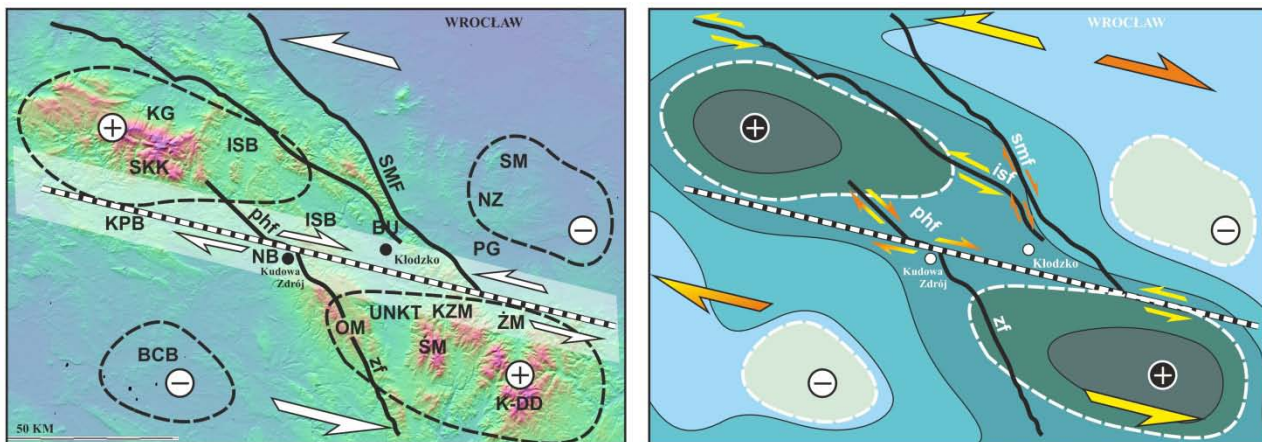 WROCŁAW
KG
+
ISB
SKK
SMF
SM
NZ
−
KPB
phf
ISB
BU
PG
NB
Kudowa
Zdrój
Kłodzko
UNKT
KZM
ŻM
OM
ŚM
BCB
−
zf
+
K-DD
50 KM
WROCŁAW
+
smf
isf
phf
−
Kudowa
Zdrój
Kłodzko
zf
−
+